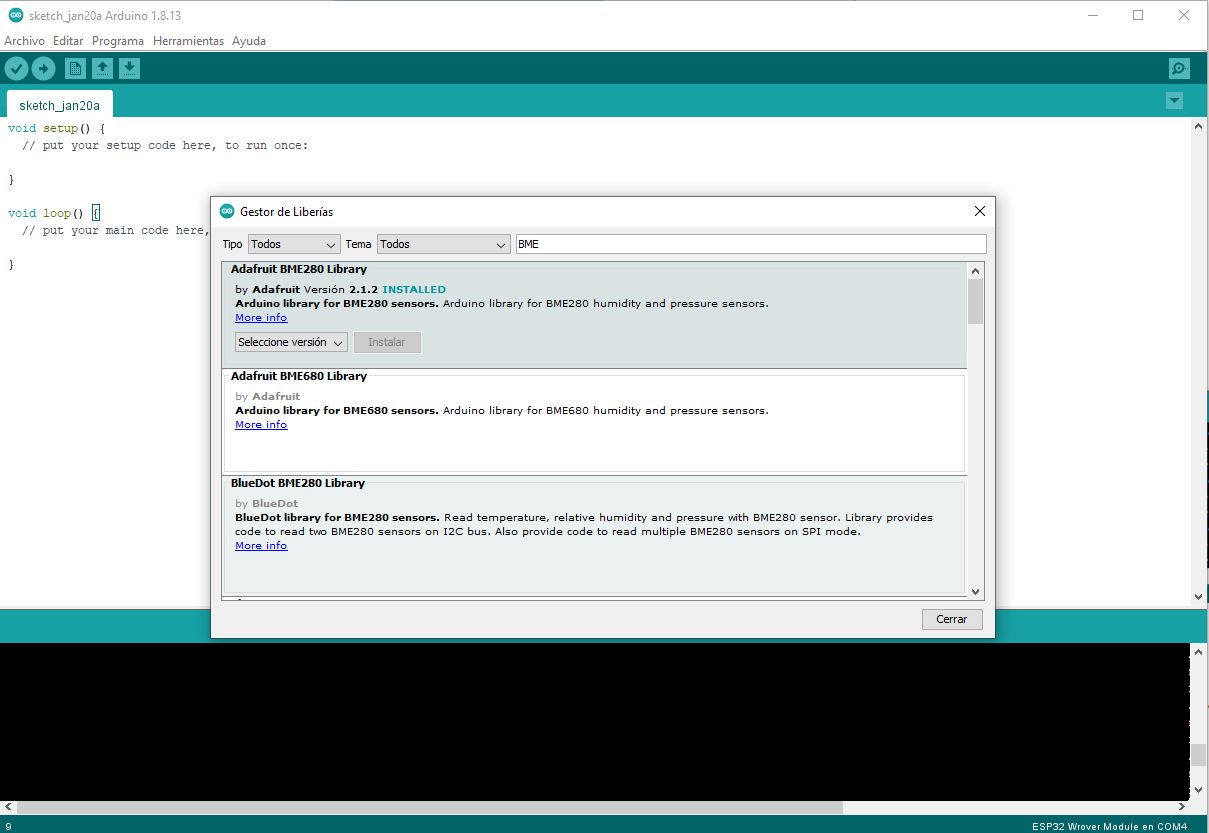 sketch_jan20a Arduino 1.8.13
Archivo Editar Programa Herramientas Ayuda
sketch_jan20a
void setup() {
// put your setup code here, to run once:
}
void loop() {
// put your main code here,
}
Gestor de Liberías
Tipo Todos Tema Todos BME
Adafruit BME280 Library
by Adafruit Versión 2.1.2 INSTALLED
Arduino library for BME280 sensors. Arduino library for BME280 humidity and pressure sensors.
More info
Seleccione versión Instalar
Adafruit BME680 Library
by Adafruit
Arduino library for BME680 sensors. Arduino library for BME680 humidity and pressure sensors.
More info
BlueDot BME280 Library
by BlueDot
BlueDot library for BME280 sensors. Read temperature, relative humidity and pressure with BME280 sensor. Library provides
code to read two BME280 sensors on I2C bus. Also provide code to read multiple BME280 sensors on SPI mode.
More info
Cerrar
9 ESP32 Wrover Module en COM4